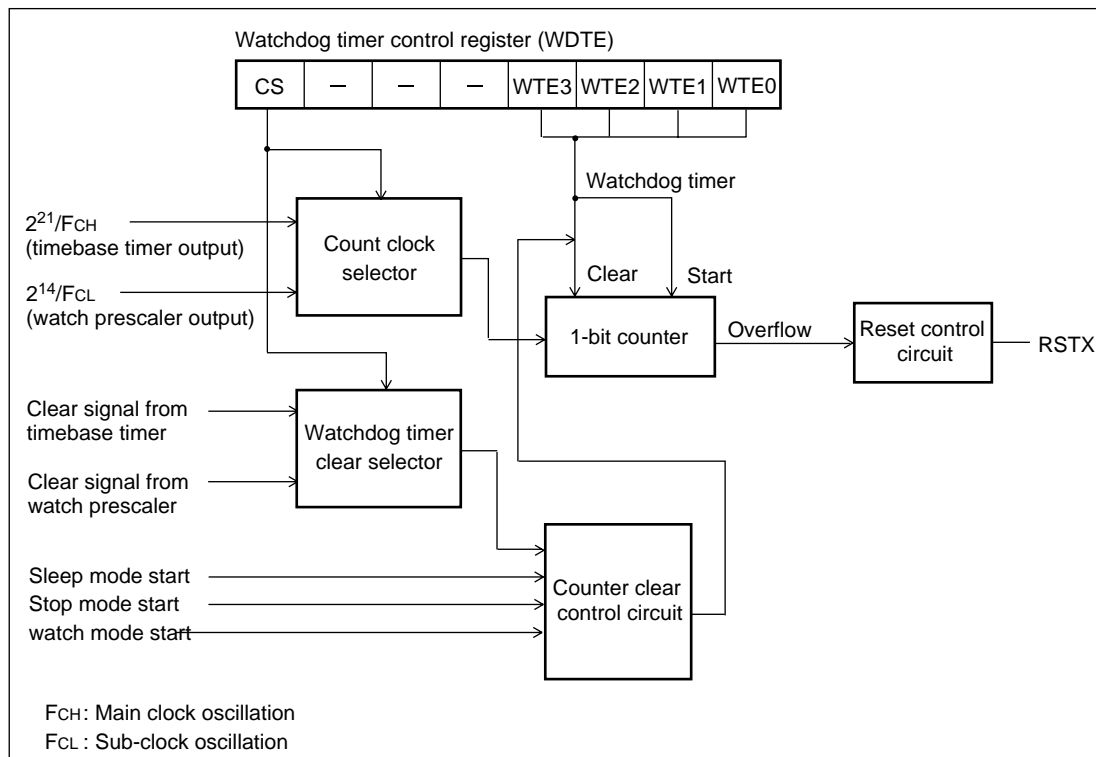 Watchdog timer control register (WDTE)
CS — — — WTE3 WTE2 WTE1 WTE0
Watchdog timer
2²¹/FCH
(timebase timer output)
Count clock
selector
Clear Start
2¹⁴/FCL
(watch prescaler output)
1-bit counter
Overflow
Reset control
circuit
RSTX
Clear signal from
timebase timer
Watchdog timer
clear selector
Clear signal from
watch prescaler
Sleep mode start
Stop mode start
watch mode start
Counter clear
control circuit
FCH : Main clock oscillation
FCL : Sub-clock oscillation